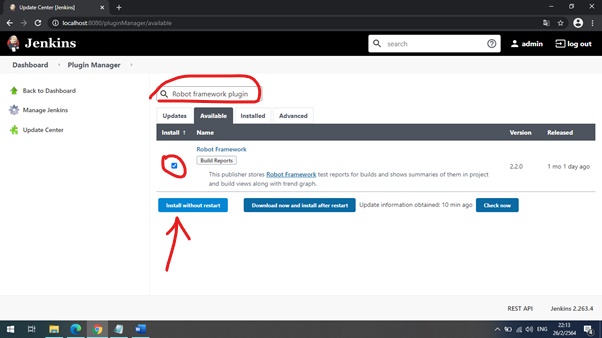 Update Center [Jenkins]
localhost:8080/pluginManager/available
Jenkins
search
admin
log out
Dashboard
Plugin Manager
Back to Dashboard
Manage Jenkins
Update Center
Robot framework plugin
Updates
Available
Installed
Advanced
Install ↑
Name
Version
Released
Robot Framework
Build Reports
This publisher stores Robot Framework test reports for builds and shows summaries of them in project
and build views along with trend graph.
2.2.0
1 mo 1 day ago
Install without restart
Download now and install after restart
Update information obtained: 10 min ago
Check now
REST API
Jenkins 2.263.4
ENG
22:13
26/2/2564